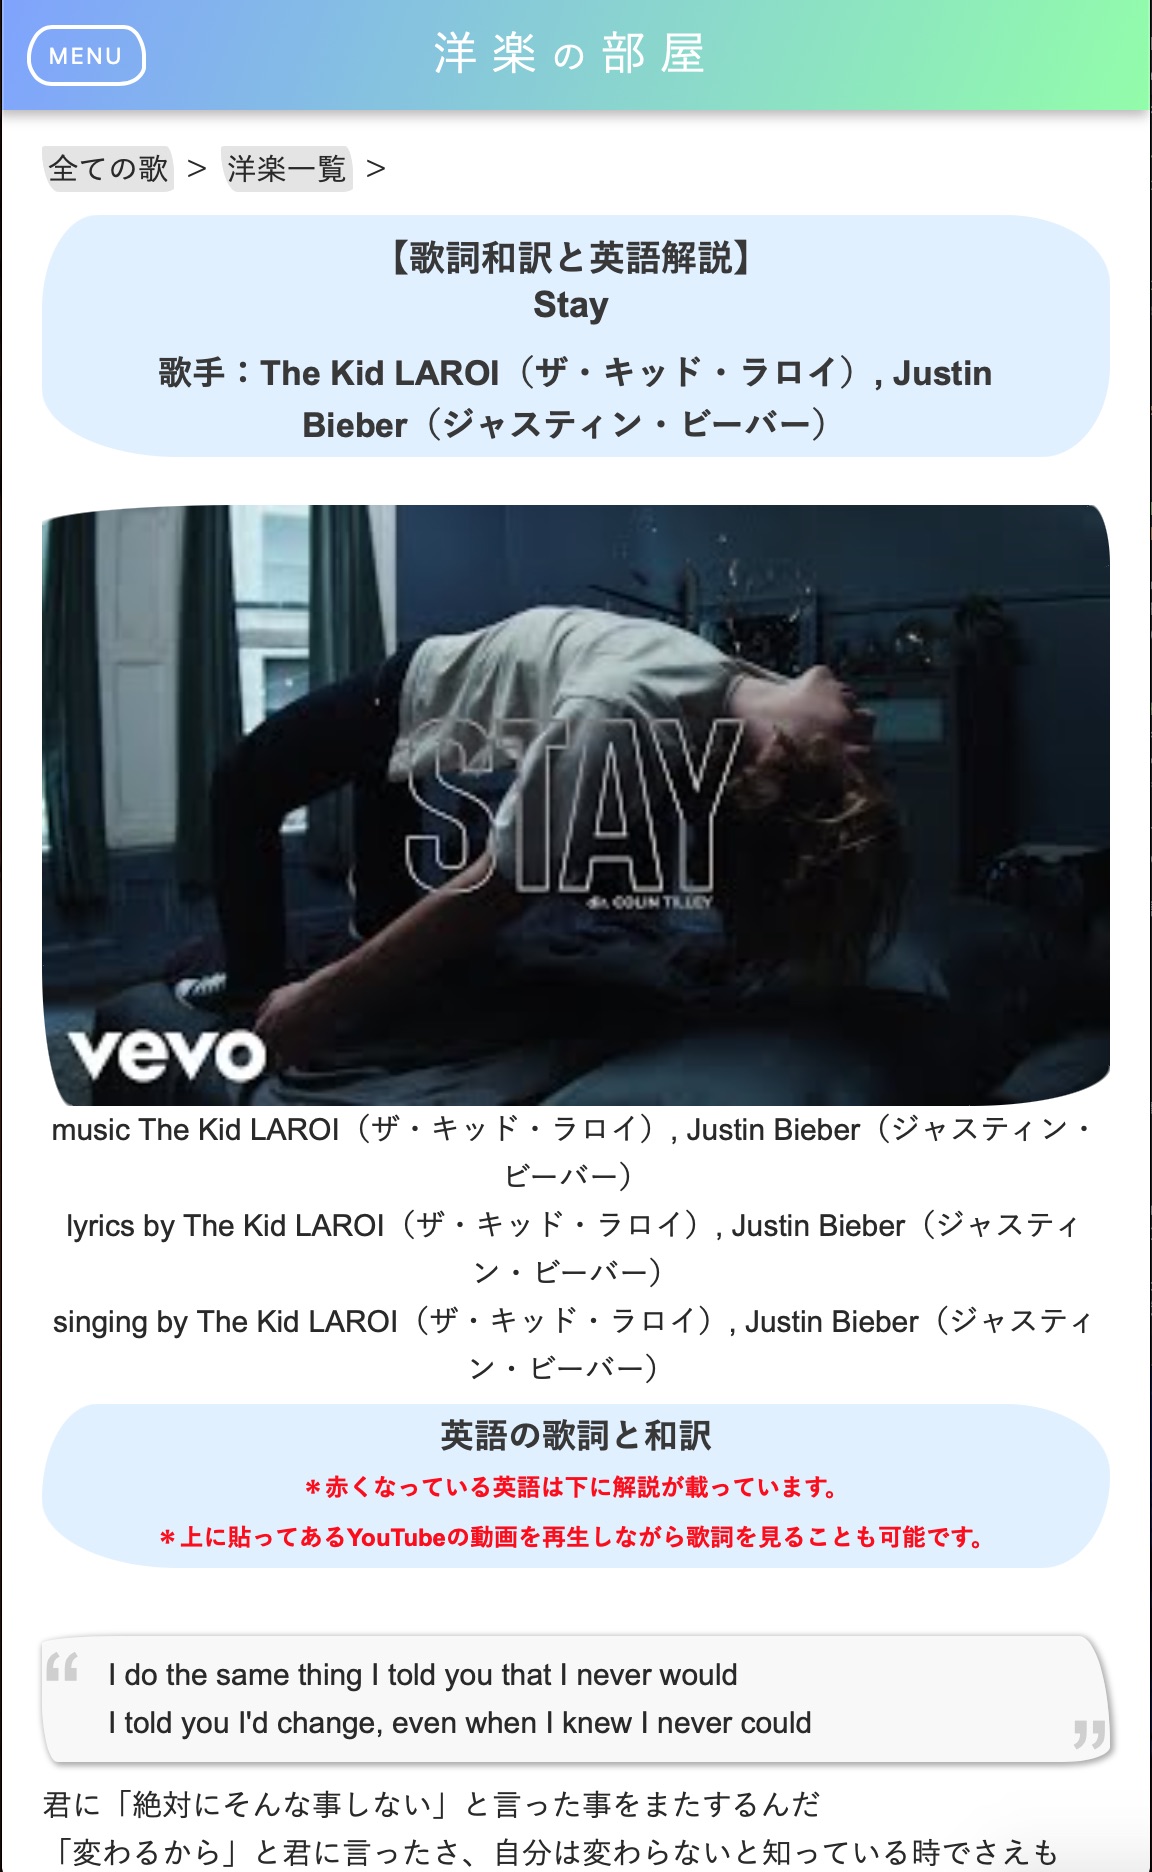 MENU
洋楽の部屋
全ての歌 > 洋楽一覧 >
【歌詞和訳と英語解説】
Stay
歌手：The Kid LAROI（ザ・キッド・ラロイ）, Justin
Bieber（ジャスティン・ビーバー）
STAY
dir. COLIN TILLEY
vevo
music The Kid LAROI（ザ・キッド・ラロイ）, Justin Bieber（ジャスティン・
ビーバー）
lyrics by The Kid LAROI（ザ・キッド・ラロイ）, Justin Bieber（ジャスティ
ン・ビーバー）
singing by The Kid LAROI（ザ・キッド・ラロイ）, Justin Bieber（ジャスティ
ン・ビーバー）
英語の歌詞と和訳
＊赤くなっている英語は下に解説が載っています。
＊上に貼ってあるYouTubeの動画を再生しながら歌詞を見ることも可能です。
“ I do the same thing I told you that I never would
I told you I'd change, even when I knew I never could ”
君に「絶対にそんな事しない」と言った事をまたするんだ
「変わるから」と君に言ったさ、自分は変わらないと知っている時でさえも